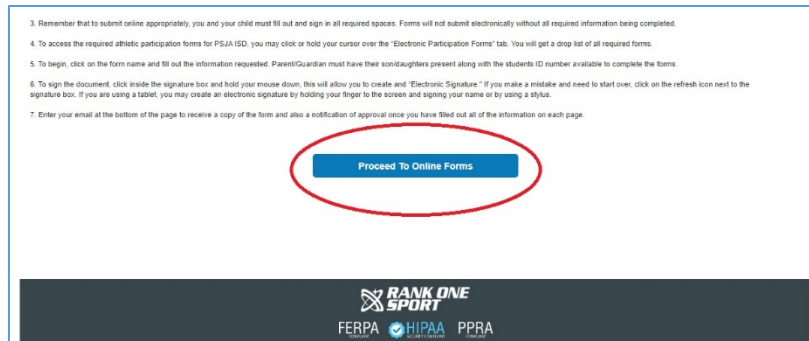 3. Remember that to submit online appropriately, you and your child must fill out and sign in all required spaces. Forms will not submit electronically without all required information being completed.
4. To access the required athletic participation forms for PSJA ISD, you may click or hold your cursor over the "Electronic Participation Forms" tab. You will get a drop list of all required forms.
5. To begin, click on the form name and fill out the information requested. Parent/Guardian must have their son/daughters present along with the students ID number available to complete the forms.
6. To sign the document, click inside the signature box and hold your mouse down, this will allow you to create and "Electronic Signature." If you make a mistake and need to start over, click on the refresh icon next to the
signature box. If you are using a tablet, you may create an electronic signature by holding your finger to the screen and signing your name or by using a stylus.
7. Enter your email at the bottom of the page to receive a copy of the form and also a notification of approval once you have filled out all of the information on each page.
Proceed To Online Forms
RANK ONE
SPORT
FERPA HIPAA PPRA